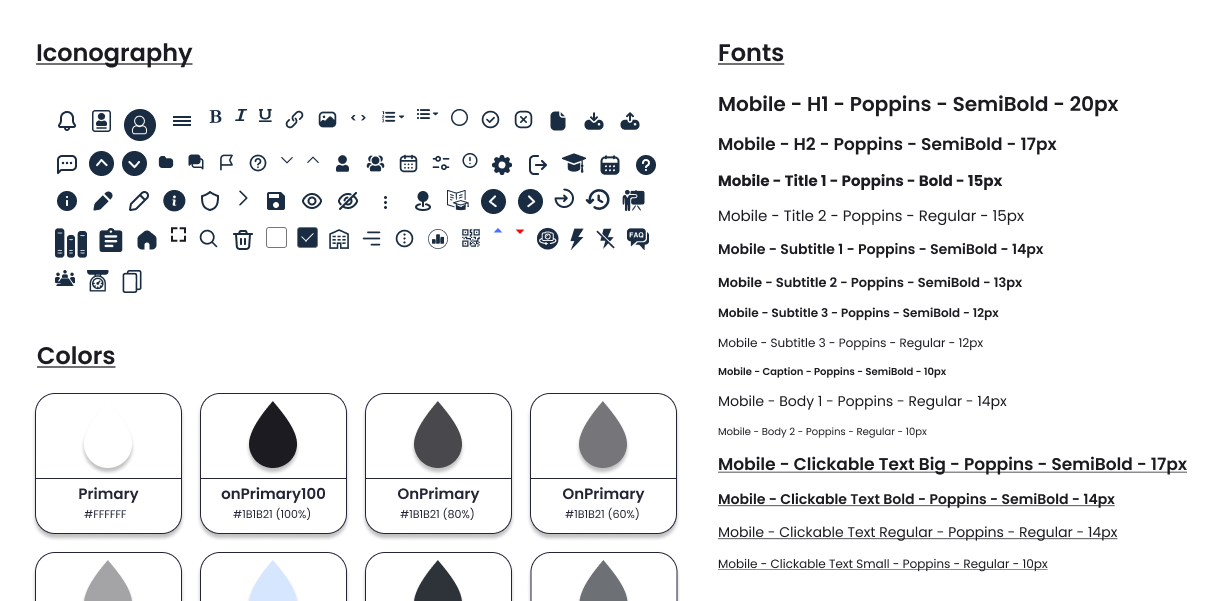 Iconography
B I U
FAQ
Colors
Primary
#FFFFFF
onPrimary100
#1B1B21 (100%)
OnPrimary
#1B1B21 (80%)
OnPrimary
#1B1B21 (60%)
Fonts
Mobile - H1 - Poppins - SemiBold - 20px
Mobile - H2 - Poppins - SemiBold - 17px
Mobile - Title 1 - Poppins - Bold - 15px
Mobile - Title 2 - Poppins - Regular - 15px
Mobile - Subtitle 1 - Poppins - SemiBold - 14px
Mobile - Subtitle 2 - Poppins - SemiBold - 13px
Mobile - Subtitle 3 - Poppins - SemiBold - 12px
Mobile - Subtitle 3 - Poppins - Regular - 12px
Mobile - Caption - Poppins - SemiBold - 10px
Mobile - Body 1 - Poppins - Regular - 14px
Mobile - Body 2 - Poppins - Regular - 10px
Mobile - Clickable Text Big - Poppins - SemiBold - 17px
Mobile - Clickable Text Bold - Poppins - SemiBold - 14px
Mobile - Clickable Text Regular - Poppins - Regular - 14px
Mobile - Clickable Text Small - Poppins - Regular - 10px